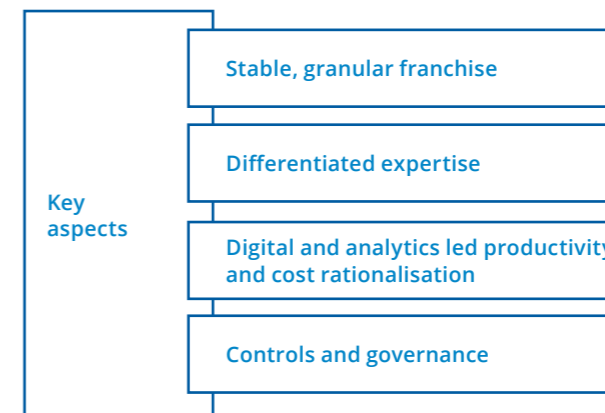 Stable, granular franchise
Differentiated expertise
Key
aspects
Digital and analytics led productivity
and cost rationalisation
Controls and governance